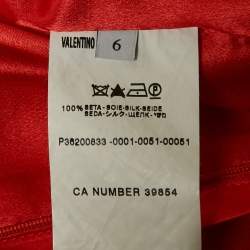 VALENTINO
6
100% SETA-SOIE-SILK-SEIDE
SEDA-シルク-ШЕЛК-משי
P36200833-0001-0051-00051
CA NUMBER 39854